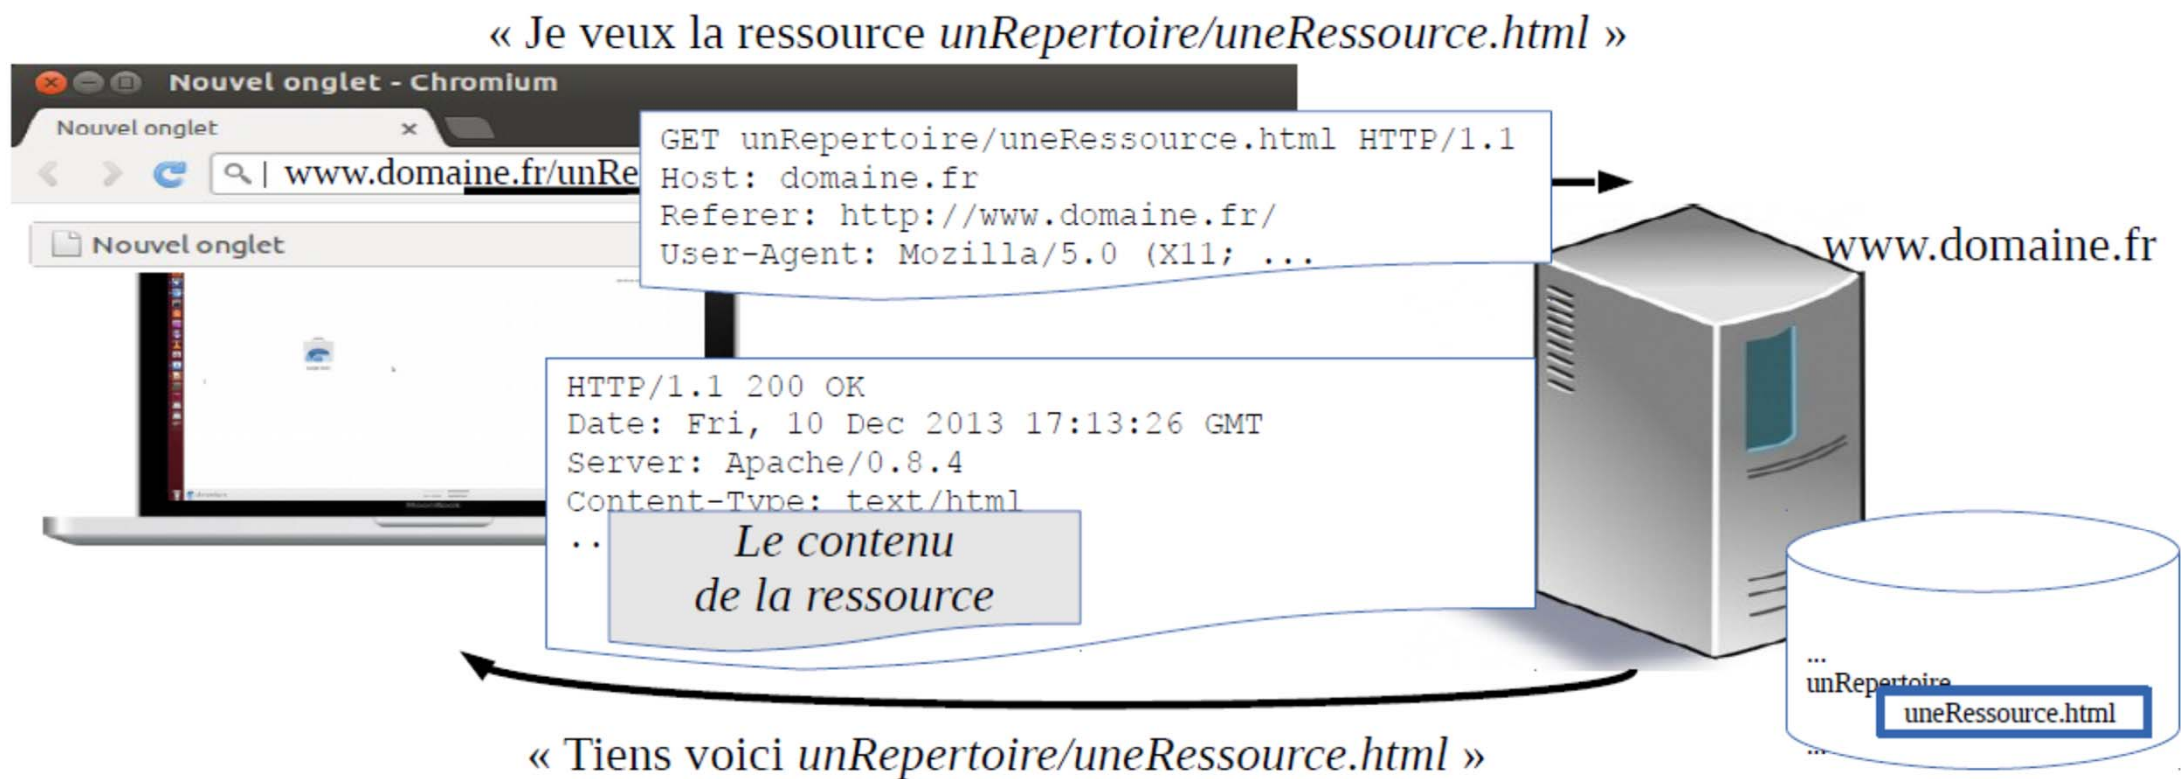 « Je veux la ressource unRepertoire/uneRessource.html »
Nouvel onglet - Chromium
Nouvel onglet
www.domaine.fr/unRe
Nouvel onglet
GET unRepertoire/uneRessource.html HTTP/1.1
Host: domaine.fr
Referer: http://www.domaine.fr/
User-Agent: Mozilla/5.0 (X11; ...
www.domaine.fr
HTTP/1.1 200 OK
Date: Fri, 10 Dec 2013 17:13:26 GMT
Server: Apache/0.8.4
Content-Type: text/html
..
Le contenu
de la ressource
...
unRepertoire
uneRessource.html
...
« Tiens voici unRepertoire/uneRessource.html »